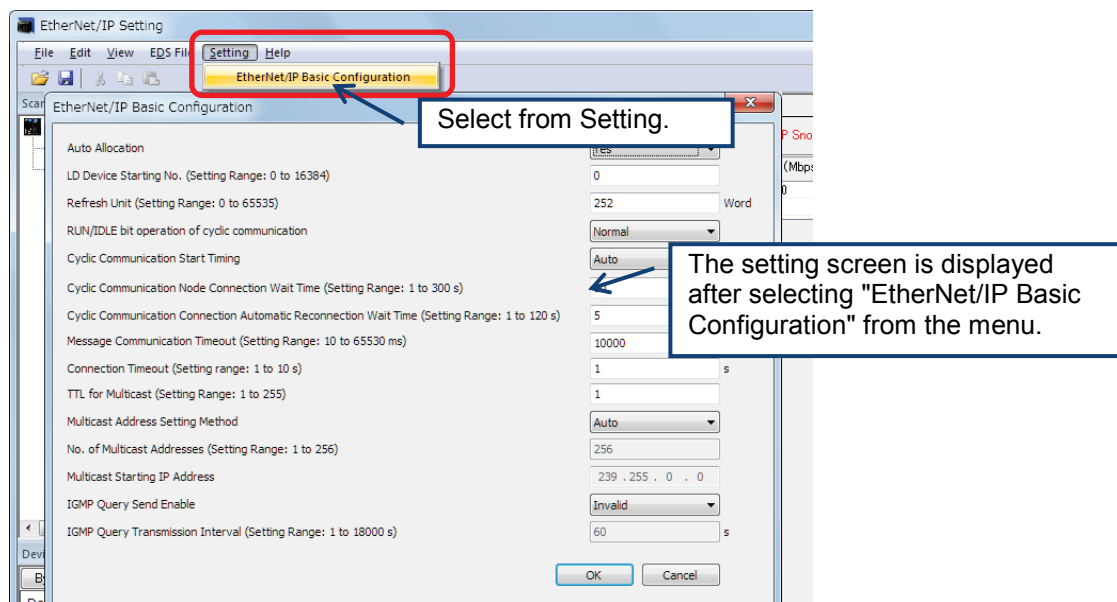 EtherNet/IP Setting
File Edit View EDS Fil Setting Help
EtherNet/IP Basic Configuration
Scar
EtherNet/IP Basic Configuration
Select from Setting.
P Sno
Auto Allocation
(Mbps
LD Device Starting No. (Setting Range: 0 to 16384) 0
0
Refresh Unit (Setting Range: 0 to 65535) 252 Word
RUN/IDLE bit operation of cyclic communication Normal
Cyclic Communication Start Timing Auto
The setting screen is displayed
after selecting "EtherNet/IP Basic
Configuration" from the menu.
Cyclic Communication Node Connection Wait Time (Setting Range: 1 to 300 s)
Cyclic Communication Connection Automatic Reconnection Wait Time (Setting Range: 1 to 120 s) 5
Message Communication Timeout (Setting Range: 10 to 65530 ms) 10000
Connection Timeout (Setting range: 1 to 10 s) 1 s
TTL for Multicast (Setting Range: 1 to 255) 1
Multicast Address Setting Method Auto
No. of Multicast Addresses (Setting Range: 1 to 256) 256
Multicast Starting IP Address 239 . 255 . 0 . 0
IGMP Query Send Enable Invalid
IGMP Query Transmission Interval (Setting Range: 1 to 18000 s) 60 s
Devi
OK Cancel